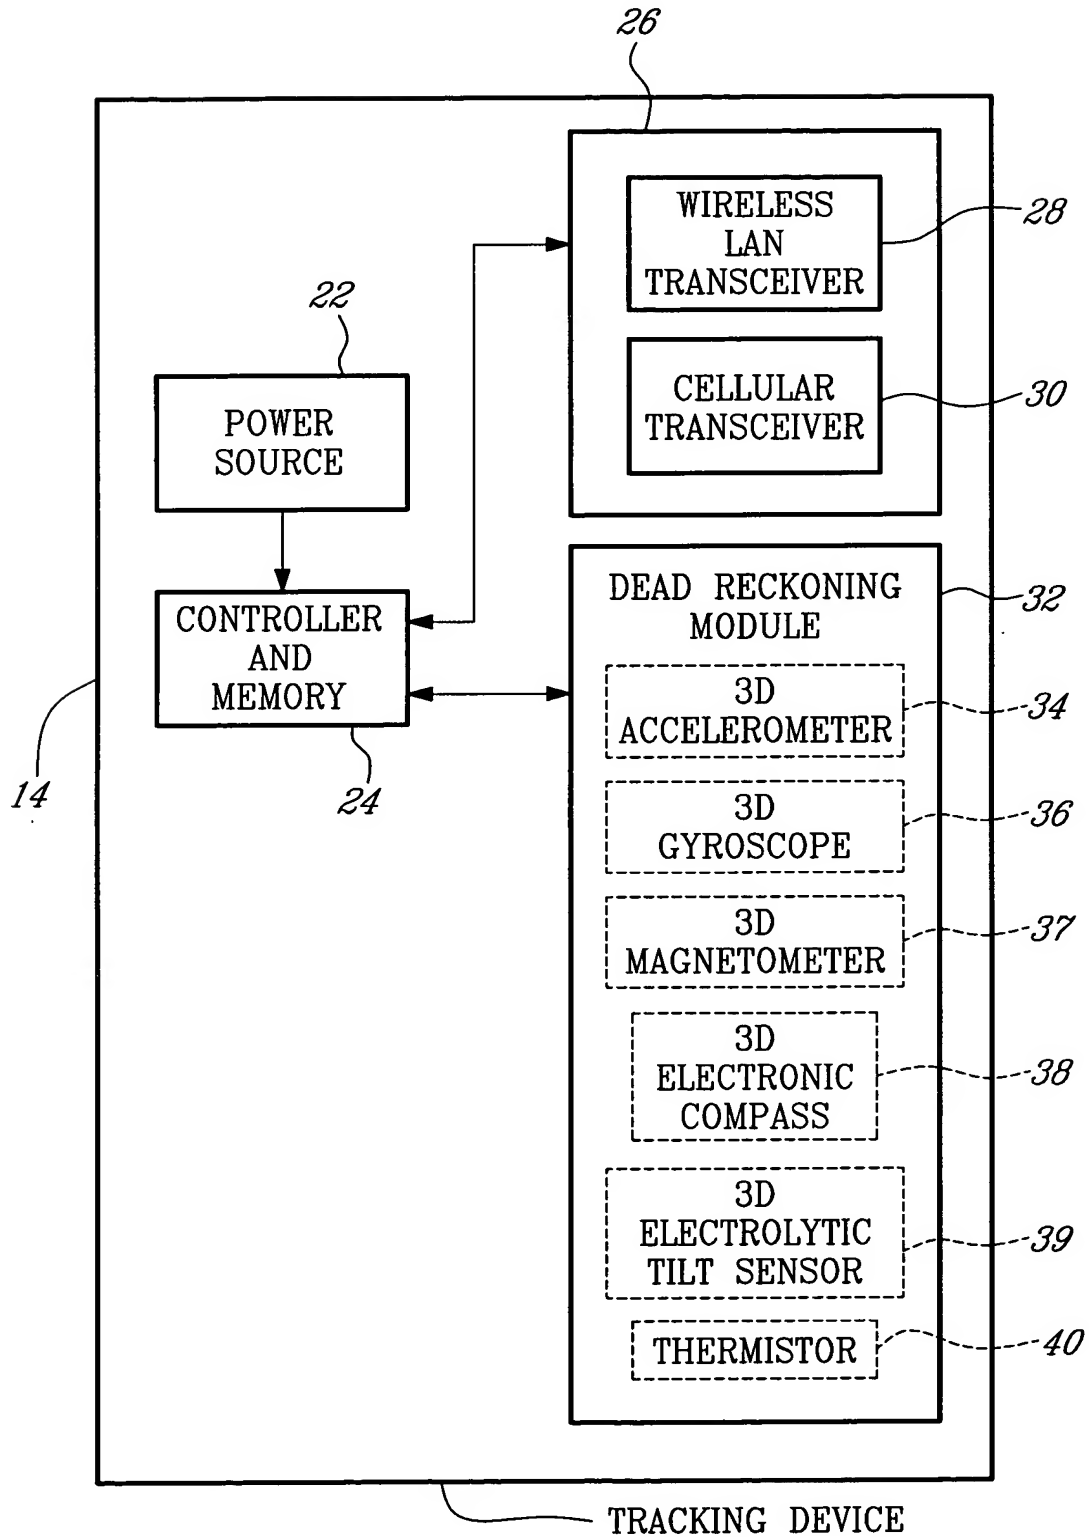 26
WIRELESS
LAN
TRANSCEIVER
28
22
CELLULAR
TRANSCEIVER
30
POWER
SOURCE
CONTROLLER
AND
MEMORY
DEAD RECKONING
MODULE
32
14
24
3D
ACCELEROMETER
34
3D
GYROSCOPE
36
3D
MAGNETOMETER
37
3D
ELECTRONIC
COMPASS
38
3D
ELECTROLYTIC
TILT SENSOR
39
THERMISTOR
40
TRACKING DEVICE